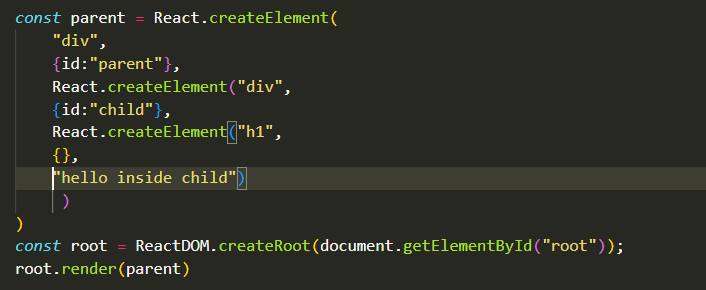 const parent = React.createElement(
    "div",
    {id:"parent"},
    React.createElement("div",
    {id:"child"},
    React.createElement("h1",
    {},
    "hello inside child")
     )
)
const root = ReactDOM.createRoot(document.getElementById("root"));
root.render(parent)